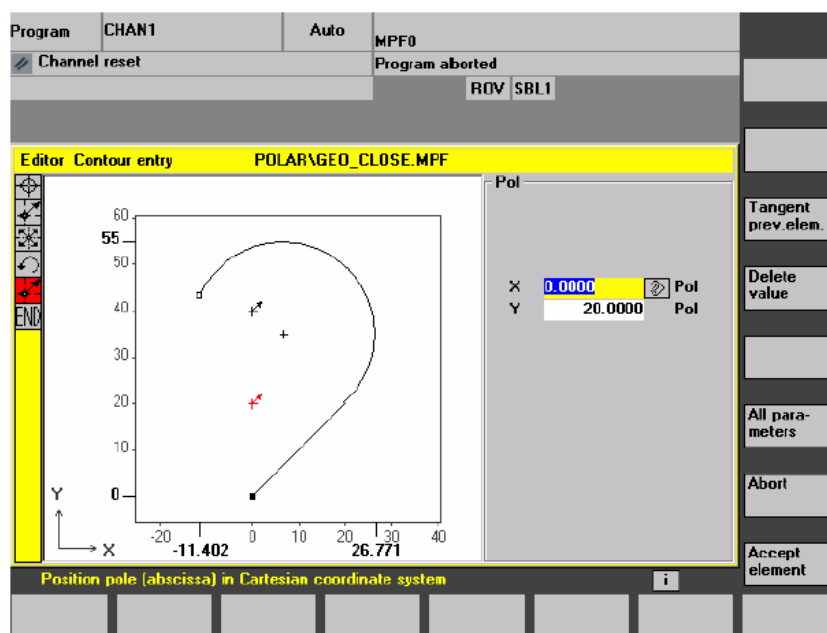 Program
CHAN1
Auto
MPF0
Channel reset
Program aborted
ROV SBL1
Editor Contour entry POLAR\GEO_CLOSE.MPF
Pol
Tangent
prev.elem.
Delete
value
All para-
meters
Abort
Accept
element
X 0.0000 Pol
Y 20.0000 Pol
END
60
55
50
40
30
20
10
0
Y
X
-20 0 10 20 30 40
-11.402 26.771
Position pole (abscissa) in Cartesian coordinate system
i